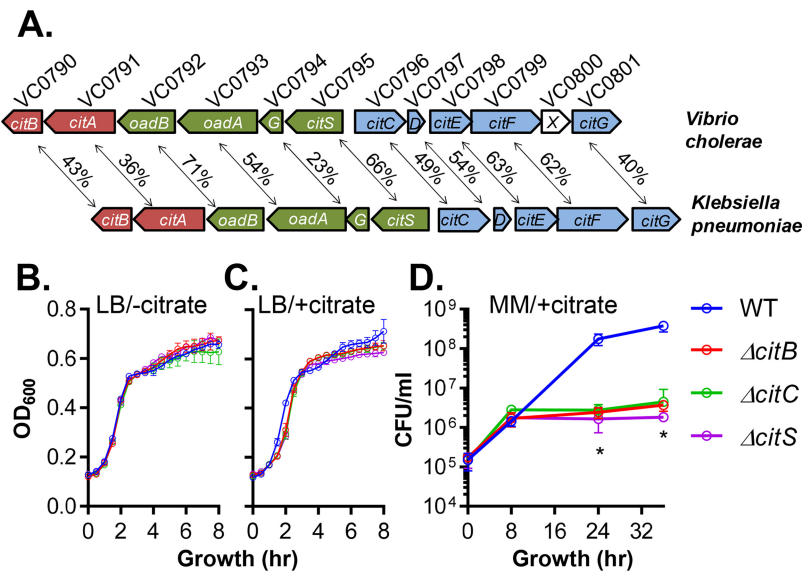 A.
VC0790 VC0791 VC0792 VC0793 VC0794 VC0795 VC0796 VC0797 VC0798 VC0799 VC0800 VC0801
citB citA oadB oadA G citS citC D citE citF X citG
Vibrio
cholerae
43% 36% 71% 54% 23% 66% 49% 54% 63% 62% 40%
citB citA oadB oadA G citS citC D citE citF citG
Klebsiella
pneumoniae
B. LB/-citrate
OD600
0.8
0.6
0.4
0.2
0.0
0 2 4 6 8
C. LB/+citrate
0 2 4 6 8
Growth (hr)
D. MM/+citrate
CFU/ml
10⁹
10⁸
10⁷
10⁶
10⁵
10⁴
* *
0 8 16 24 32
Growth (hr)
WT
ΔcitB
ΔcitC
ΔcitS